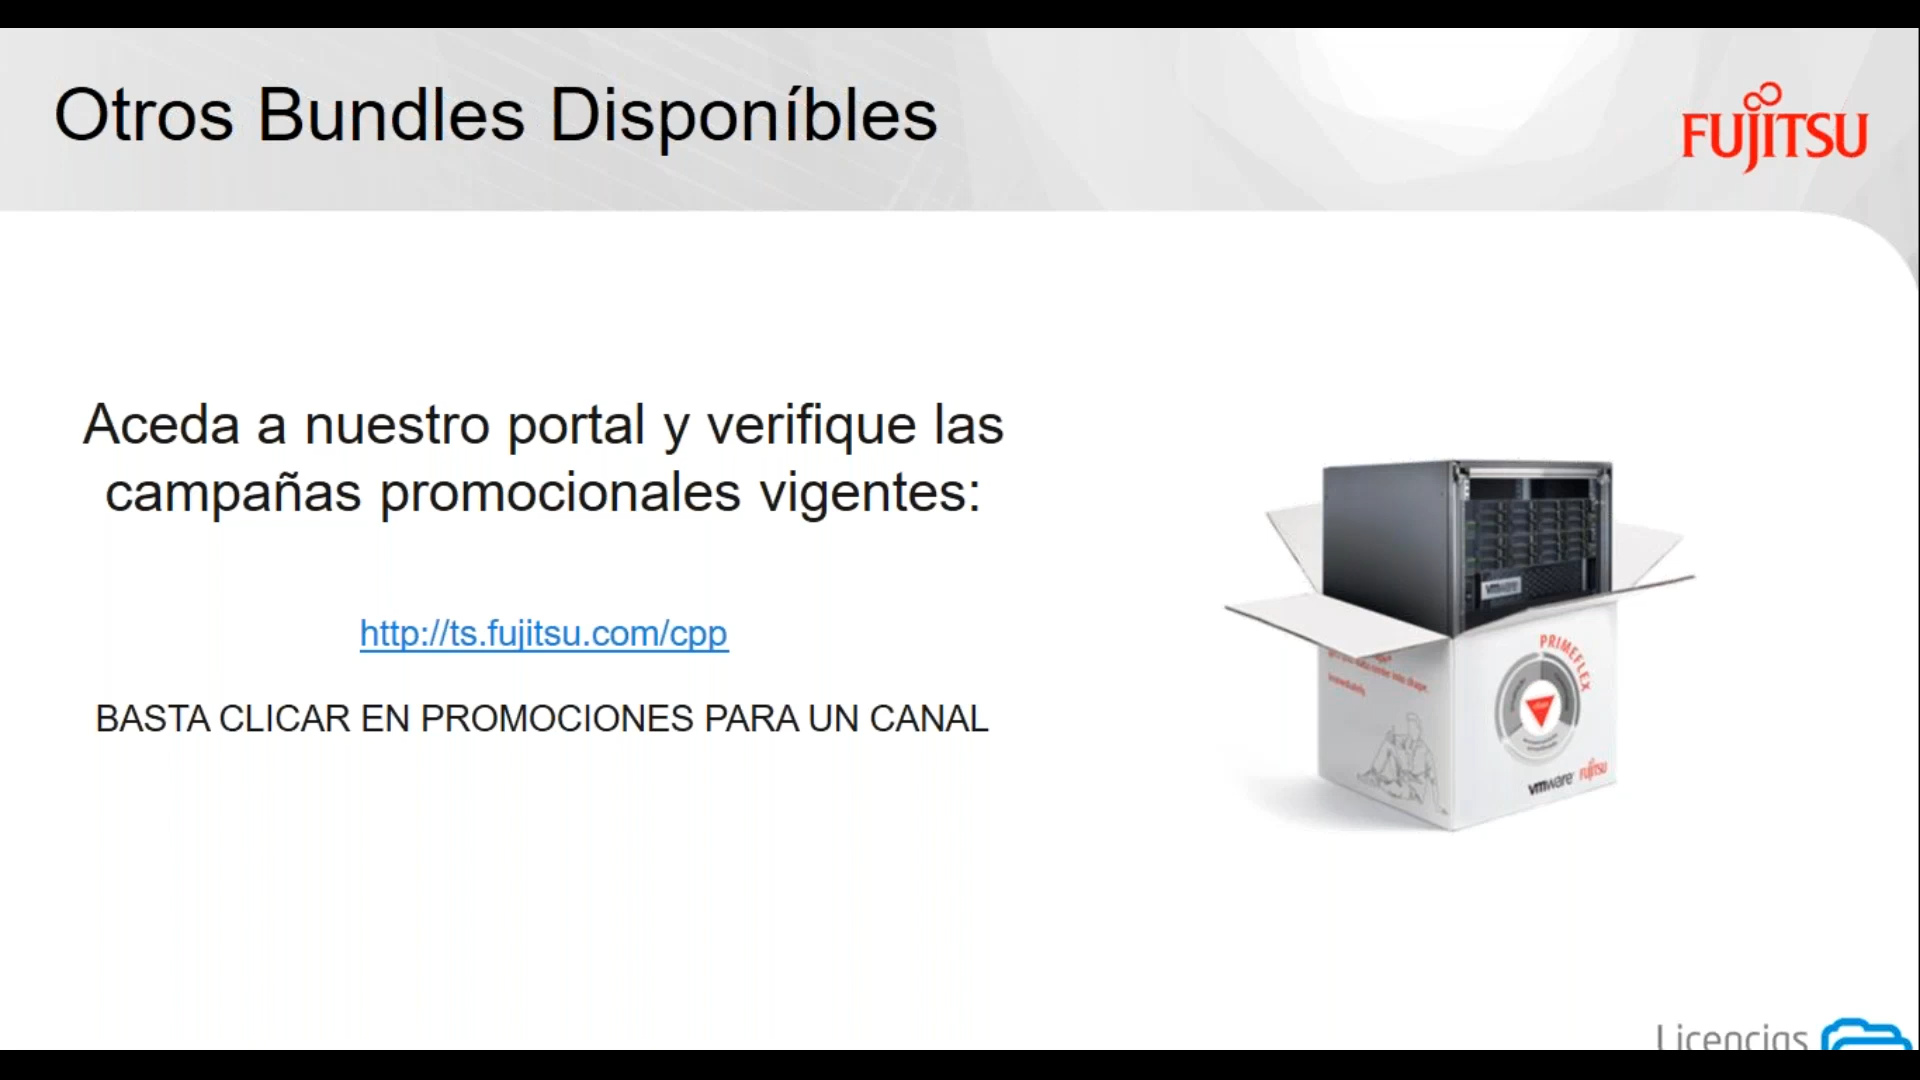 Otros Bundles Disponíbles
FUJITSU
Aceda a nuestro portal y verifique las
campañas promocionales vigentes:
http://ts.fujitsu.com/cpp
BASTA CLICAR EN PROMOCIONES PARA UN CANAL
vmware
PRIMEFLEX
vmware FUJITSU
Licencias